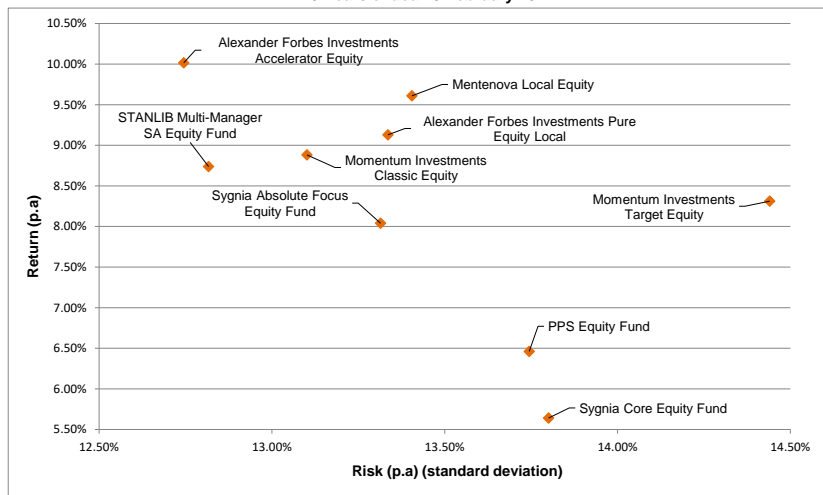 10.50%
10.00%
9.50%
9.00%
8.50%
8.00%
7.50%
7.00%
6.50%
6.00%
5.50%
Return (p.a)
Alexander Forbes Investments
Accelerator Equity
Mentenova Local Equity
STANLIB Multi-Manager
SA Equity Fund
Alexander Forbes Investments Pure
Equity Local
Momentum Investments
Classic Equity
Sygnia Absolute Focus
Equity Fund
Momentum Investments
Target Equity
PPS Equity Fund
Sygnia Core Equity Fund
12.50%
13.00%
13.50%
14.00%
14.50%
Risk (p.a) (standard deviation)